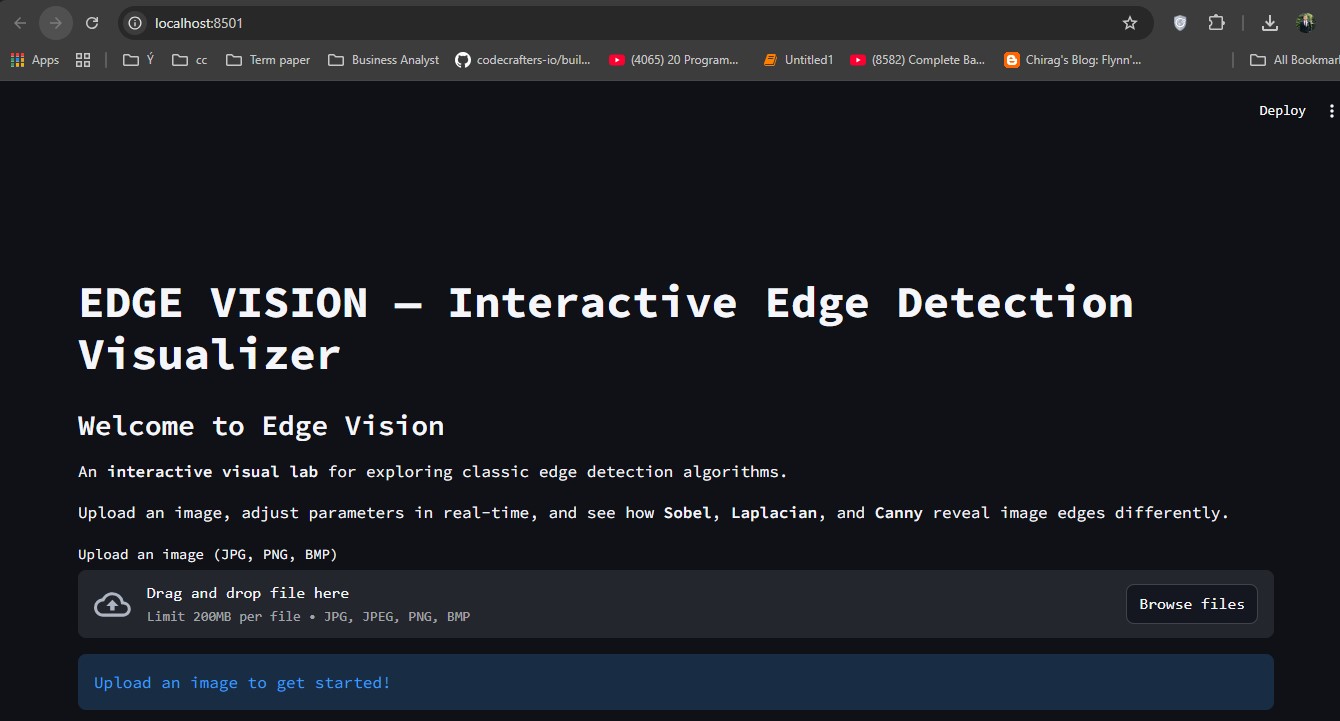 localhost:8501
Apps
Ý
cc
Term paper
Business Analyst
codecrafters-io/buil...
(4065) 20 Program...
Untitled1
(8582) Complete Ba...
Chirag's Blog: Flynn'...
All Bookmar
Deploy
EDGE VISION — Interactive Edge Detection
Visualizer
Welcome to Edge Vision
An interactive visual lab for exploring classic edge detection algorithms.
Upload an image, adjust parameters in real-time, and see how Sobel, Laplacian, and Canny reveal image edges differently.
Upload an image (JPG, PNG, BMP)
Drag and drop file here
Limit 200MB per file • JPG, JPEG, PNG, BMP
Browse files
Upload an image to get started!